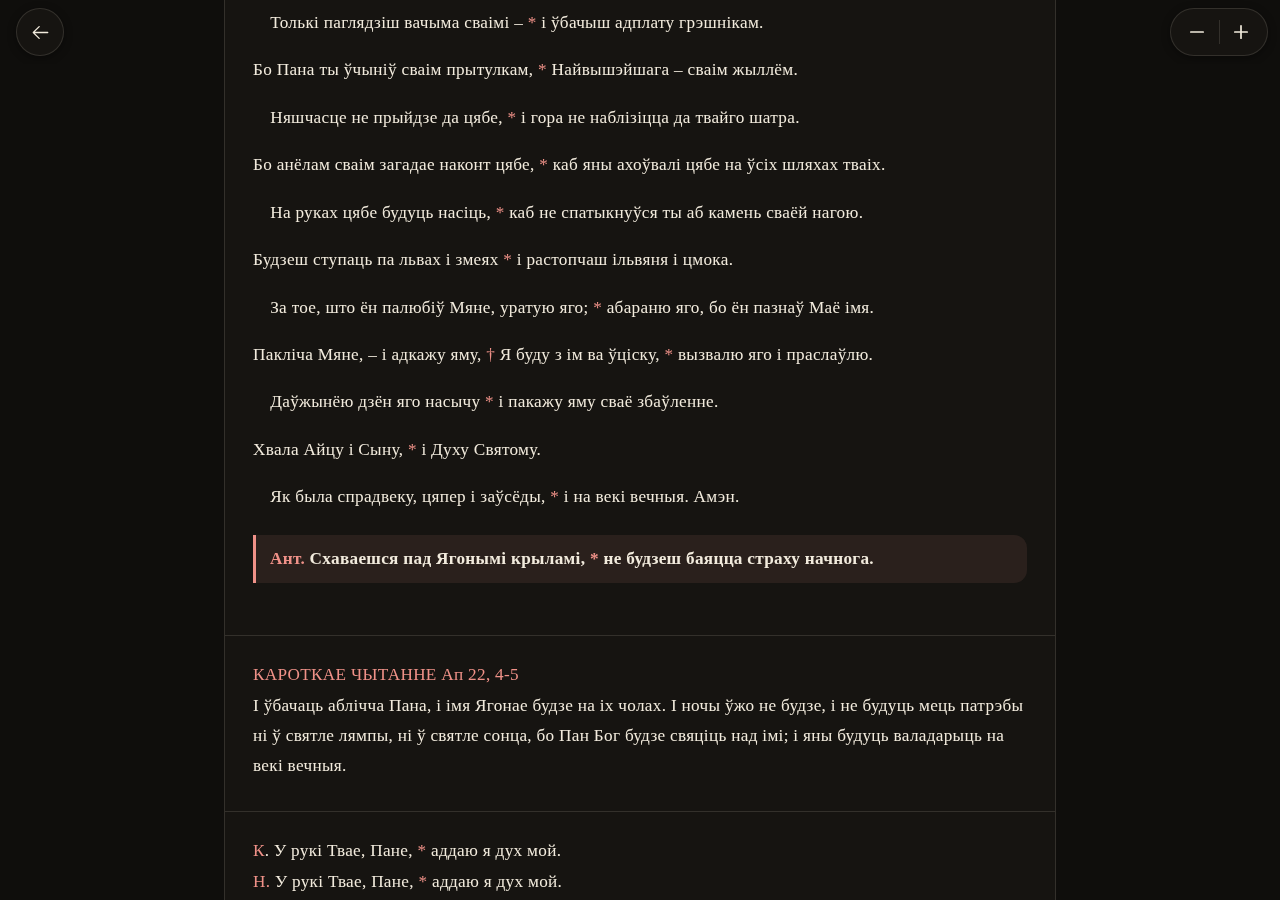 Толькі паглядзіш вачыма сваімі – * і ўбачыш адплату грэшнікам.
Бо Пана ты ўчыніў сваім прытулкам, * Найвышэйшага – сваім жыллём.
Няшчасце не прыйдзе да цябе, * і гора не наблізіцца да твайго шатра.
Бо анёлам сваім загадае наконт цябе, * каб яны ахоўвалі цябе на ўсіх шляхах тваіх.
На руках цябе будуць насіць, * каб не спатыкнуўся ты аб камень сваёй нагою.
Будзеш ступаць па львах і змеях * і растопчаш ільвяня і цмока.
За тое, што ён палюбіў Мяне, уратую яго; * абараню яго, бо ён пазнаў Маё імя.
Пакліча Мяне, – і адкажу яму, † Я буду з ім ва ўціску, * вызвалю яго і праслаўлю.
Даўжынёю дзён яго насычу * і пакажу яму сваё збаўленне.
Хвала Айцу і Сыну, * і Духу Святому.
Як была спрадвеку, цяпер і заўсёды, * і на векі вечныя. Амэн.
Ант. Схаваешся пад Ягонымі крыламі, * не будзеш баяцца страху начнога.
КАРОТКАЕ ЧЫТАННЕ Ап 22, 4-5
І ўбачаць аблічча Пана, і імя Ягонае будзе на іх чолах. І ночы ўжо не будзе, і не будуць мець патрэбы
ні ў святле лямпы, ні ў святле сонца, бо Пан Бог будзе свяціць над імі; і яны будуць валадарыць на
векі вечныя.
К. У рукі Твае, Пане, * аддаю я дух мой.
Н. У рукі Твае, Пане, * аддаю я дух мой.